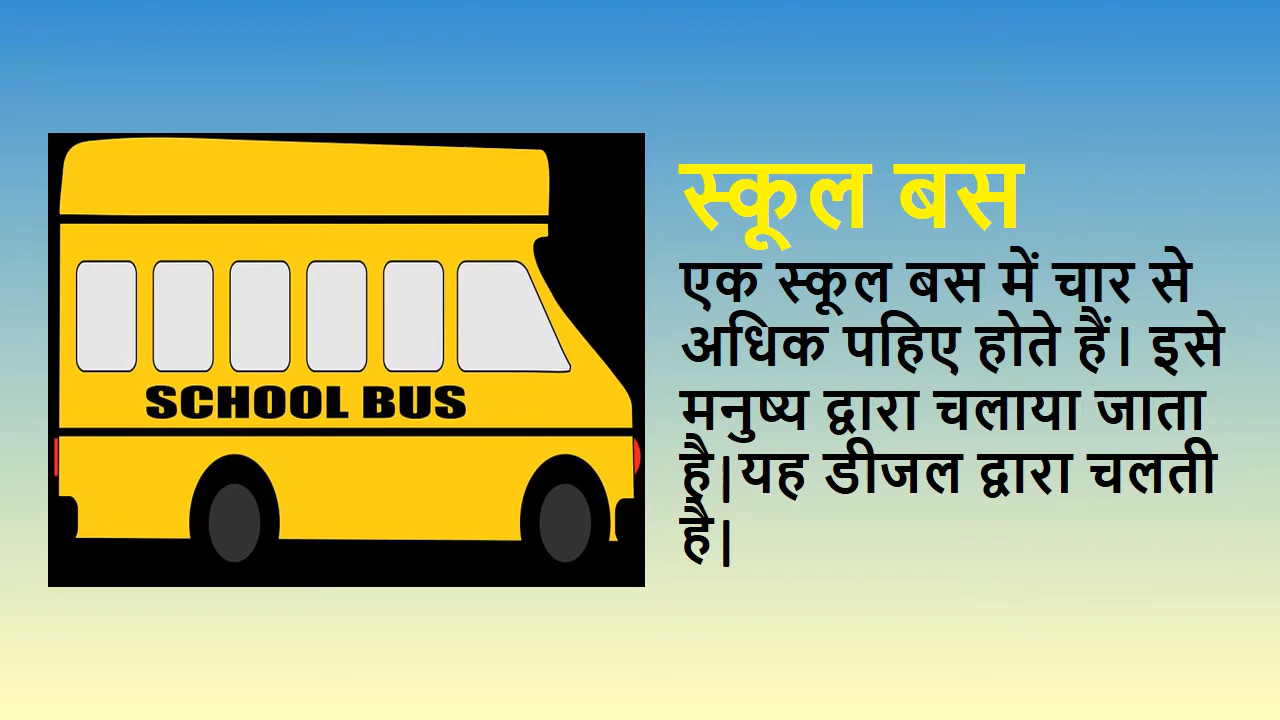 SCHOOL BUS
स्कूल बस
एक स्कूल बस में चार से
अधिक पहिए होते हैं। इसे
मनुष्य द्वारा चलाया जाता
है|यह डीजल द्वारा चलती
है|